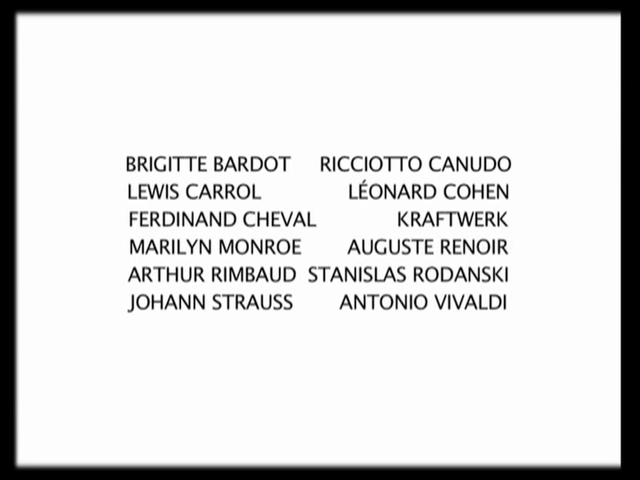 BRIGITTE BARDOT RICCIOTTO CANUDO
LEWIS CARROL LÉONARD COHEN
FERDINAND CHEVAL KRAFTWERK
MARILYN MONROE AUGUSTE RENOIR
ARTHUR RIMBAUD STANISLAS RODANSKI
JOHANN STRAUSS ANTONIO VIVALDI